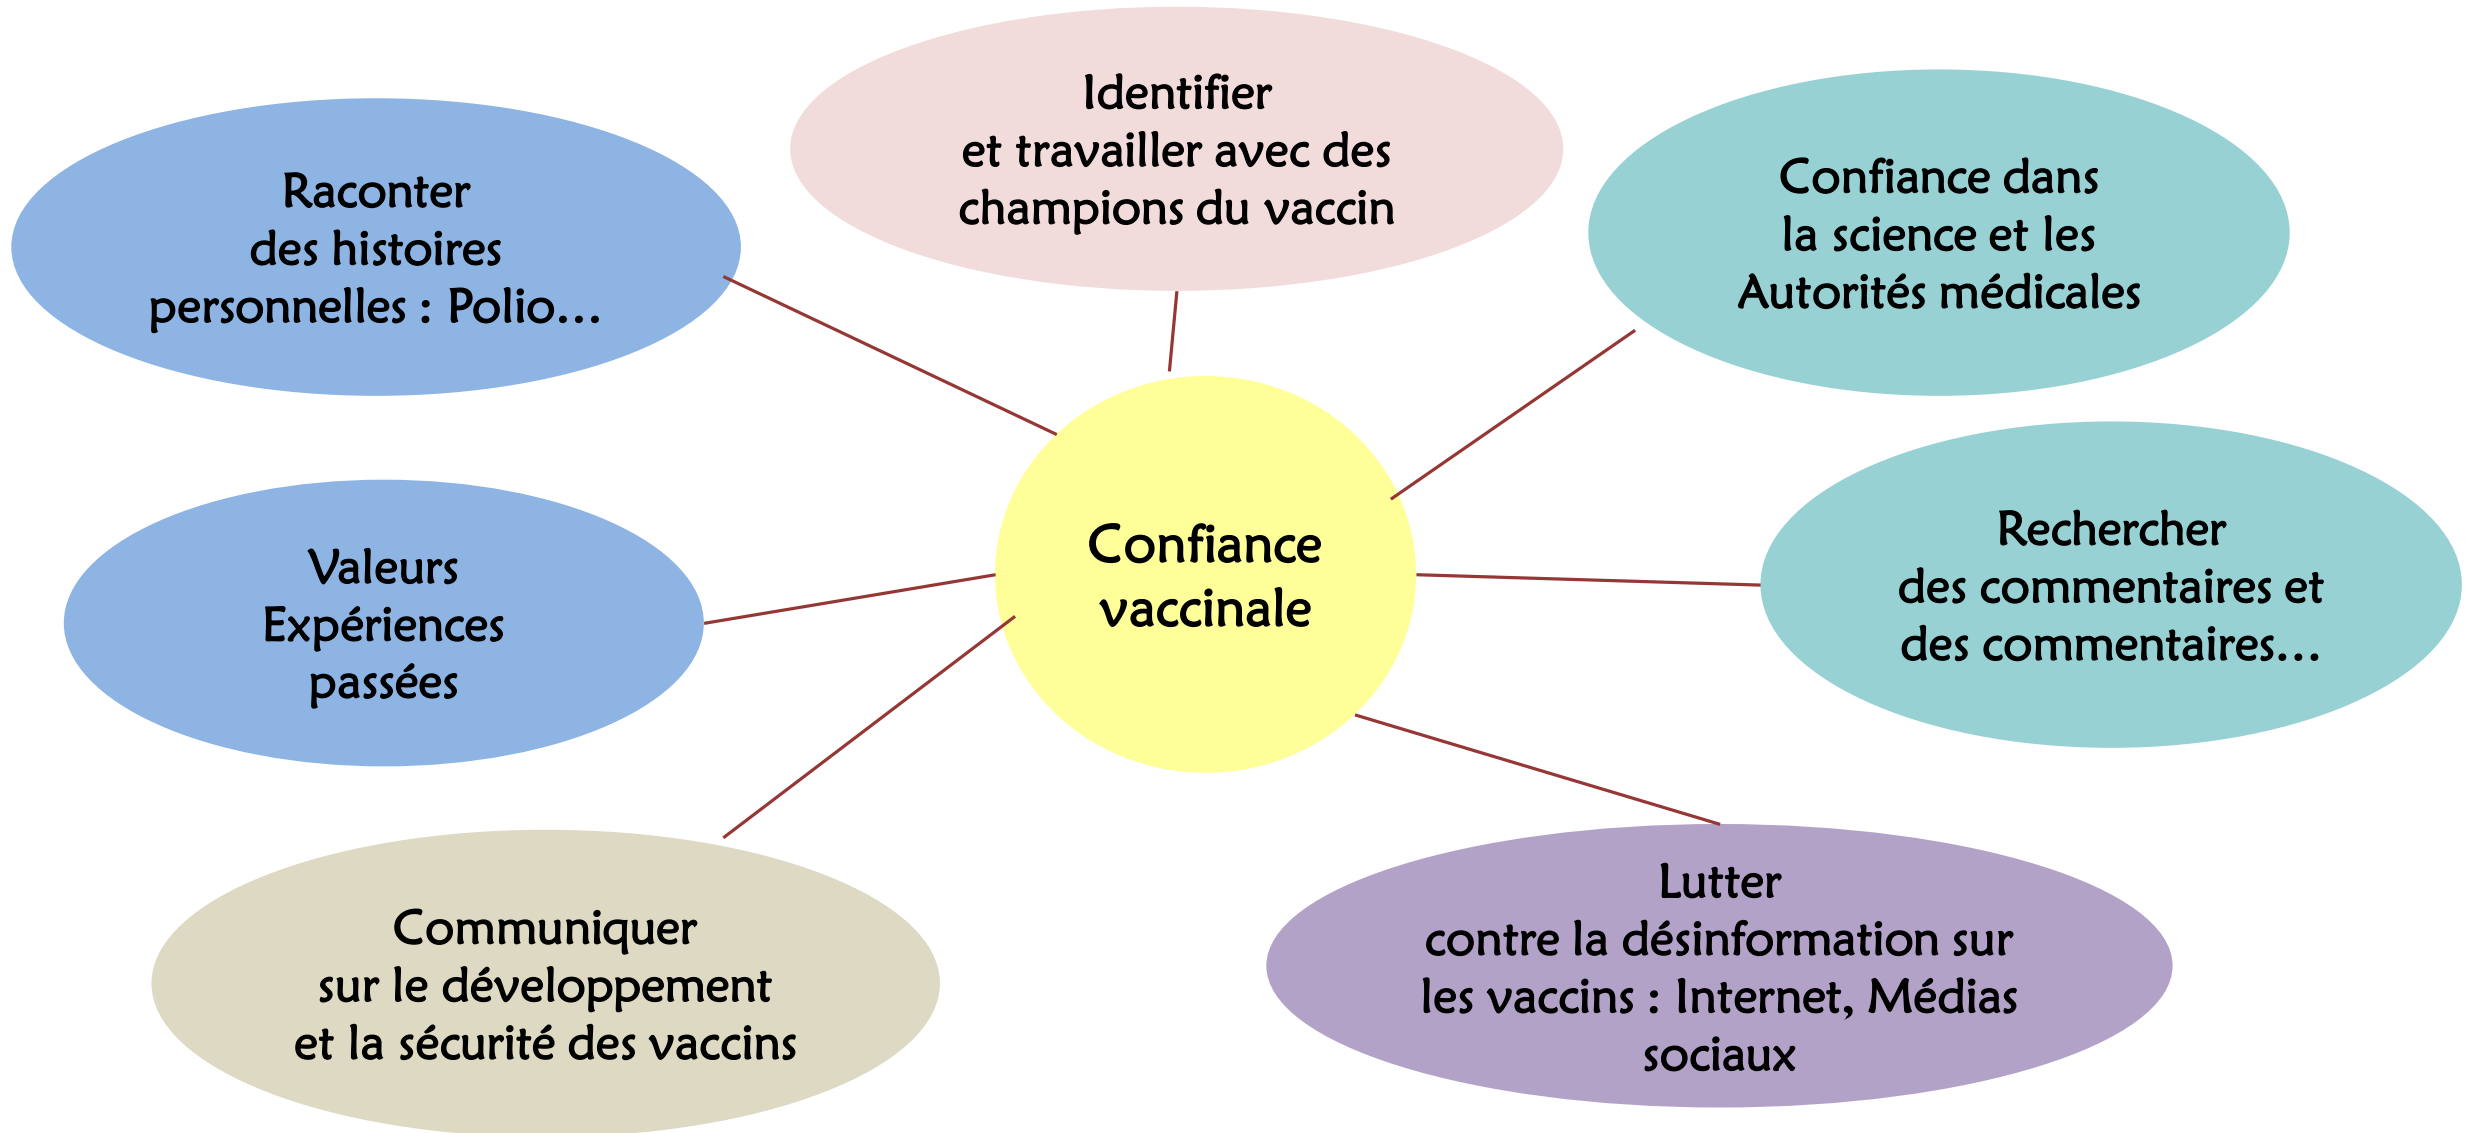 Identifier
et travailler avec des
champions du vaccin
Raconter
des histoires
personnelles : Polio...
Confiance dans
la science et les
Autorités médicales
Confiance
vaccinale
Rechercher
des commentaires et
des commentaires...
Valeurs
Expériences
passées
Communiquer
sur le développement
et la sécurité des vaccins
Lutter
contre la désinformation sur
les vaccins : Internet, Médias
sociaux